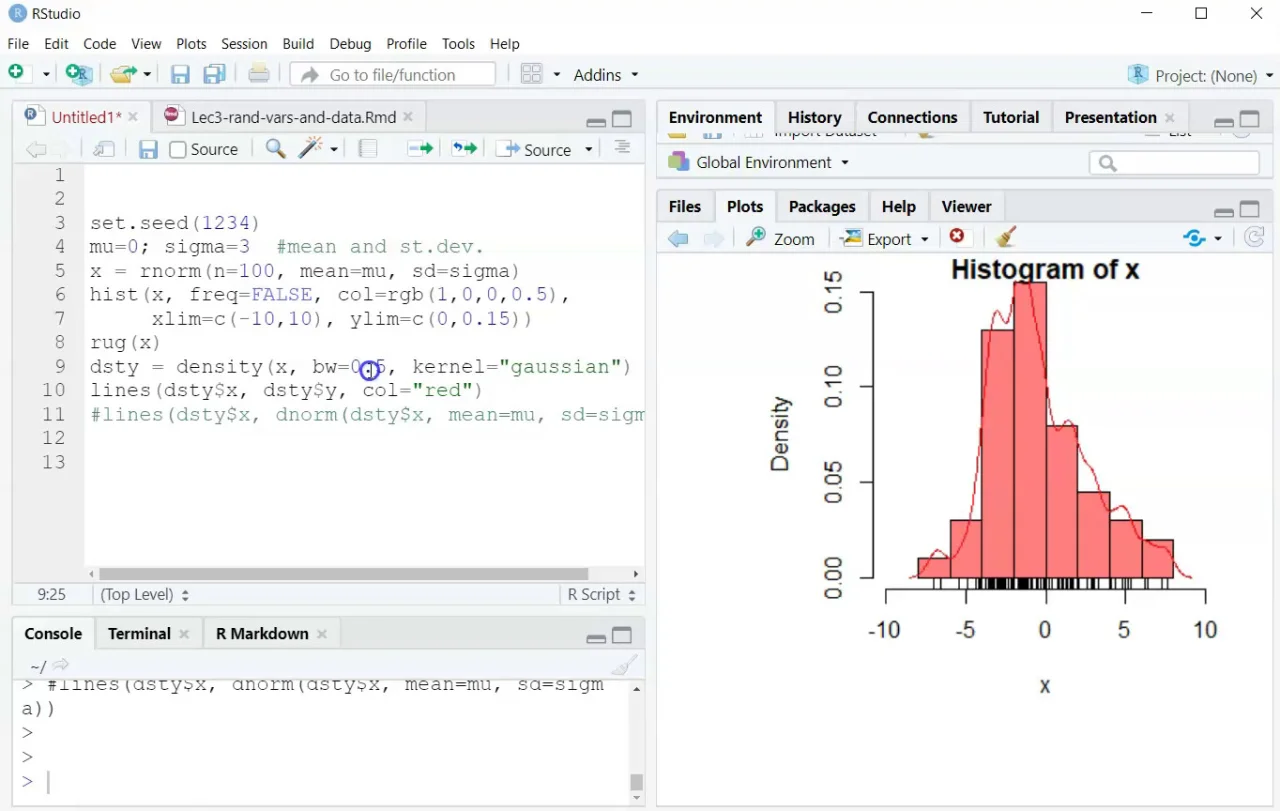 RStudio
File Edit Code View Plots Session Build Debug Profile Tools Help
Go to file/function Addins Project: (None)
Untitled1* Lec3-rand-vars-and-data.Rmd
Source Source
1
2
3 set.seed(1234)
4 mu=0; sigma=3 #mean and st.dev.
5 x = rnorm(n=100, mean=mu, sd=sigma)
6 hist(x, freq=FALSE, col=rgb(1,0,0,0.5),
7 xlim=c(-10,10), ylim=c(0,0.15))
8 rug(x)
9 dsty = density(x, bw=0.5, kernel="gaussian")
10 lines(dsty$x, dsty$y, col="red")
11 #lines(dsty$x, dnorm(dsty$x, mean=mu, sd=sigm
12
13
9:25 (Top Level) R Script
Console Terminal R Markdown
~/
> #lines(dsty$x, dnorm(dsty$x, mean=mu, sd=sigm
a))
>
>
>
Environment History Connections Tutorial Presentation
Import Dataset List
Global Environment
Files Plots Packages Help Viewer
Zoom Export
Histogram of x
Density
0.15
0.10
0.05
0.00
-10 -5 0 5 10
x